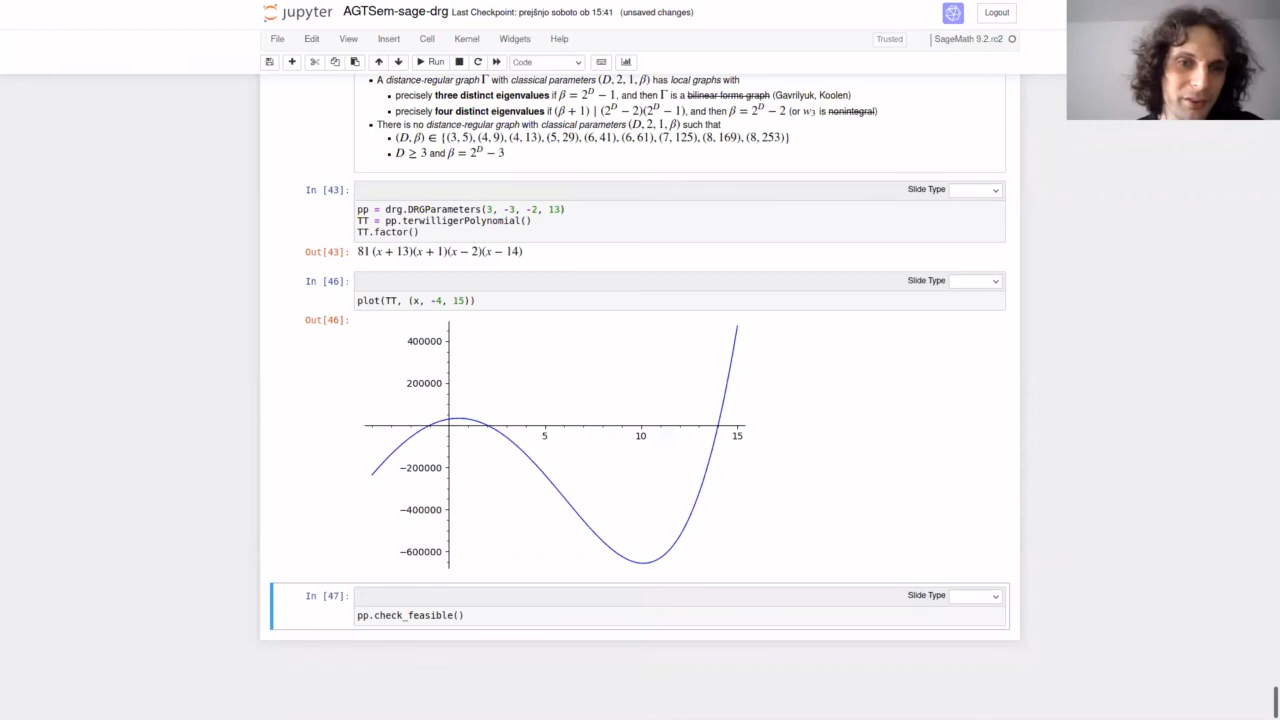 jupyter AGTSem-sage-drg Last Checkpoint: prejšnjo soboto ob 15:41 (unsaved changes) Logout
File Edit View Insert Cell Kernel Widgets Help Trusted SageMath 9.2.rc2
Run Code
• A distance-regular graph Γ with classical parameters (D, 2, 1, β) has local graphs with
▪ precisely three distinct eigenvalues if β = 2^D − 1, and then Γ is a bilinear forms graph (Gavrilyuk, Koolen)
▪ precisely four distinct eigenvalues if (β + 1) | (2^D − 2)(2^D − 1), and then β = 2^D − 2 (or w₃ is nonintegral)
• There is no distance-regular graph with classical parameters (D, 2, 1, β) such that
▪ (D, β) ∈ {(3, 5), (4, 9), (4, 13), (5, 29), (6, 41), (6, 61), (7, 125), (8, 169), (8, 253)}
▪ D ≥ 3 and β = 2^D − 3
In [43]: Slide Type
pp = drg.DRGParameters(3, -3, -2, 13)
TT = pp.terwilligerPolynomial()
TT.factor()
Out[43]: 81 (x + 13)(x + 1)(x − 2)(x − 14)
In [46]: Slide Type
plot(TT, (x, -4, 15))
Out[46]:
400000
200000
5 10 15
−200000
−400000
−600000
In [47]: Slide Type
pp.check_feasible()